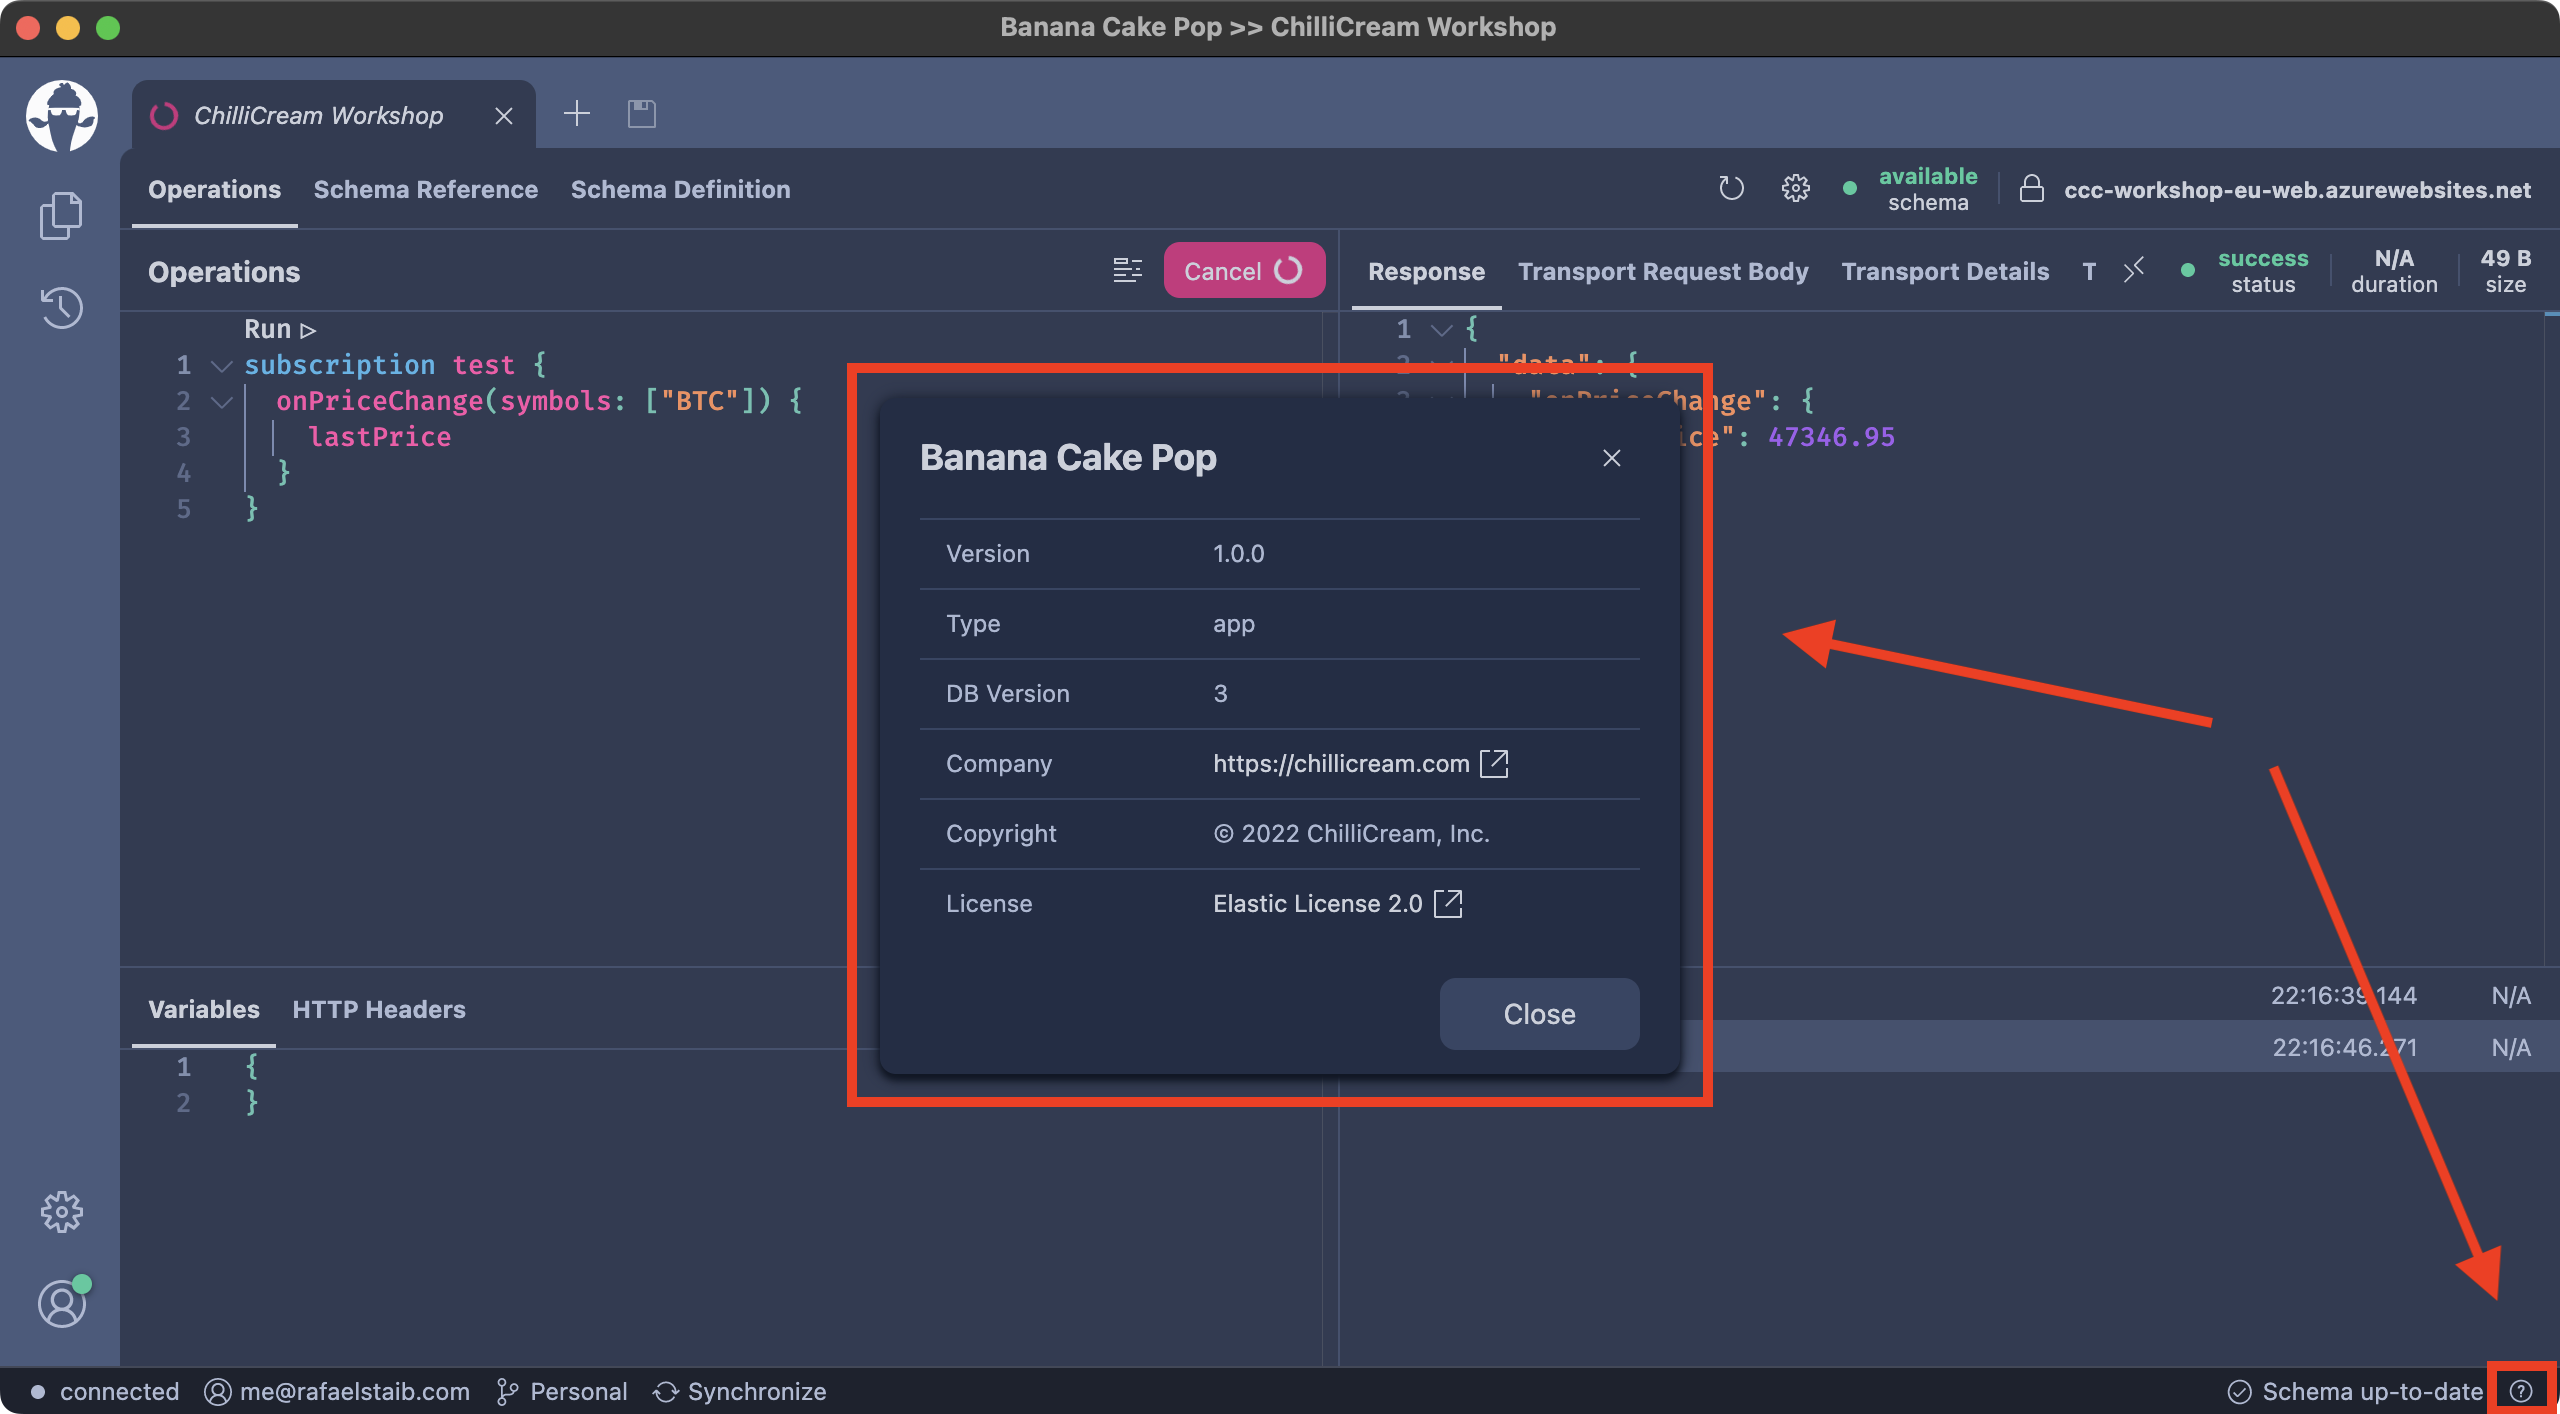 Banana Cake Pop >> ChilliCream Workshop
ChilliCream Workshop
Operations Schema Reference Schema Definition
available
schema
ccc-workshop-eu-web.azurewebsites.net
Operations
Cancel
Run
1 subscription test {
2 onPriceChange(symbols: ["BTC"]) {
3 lastPrice
4 }
5 }
Response Transport Request Body Transport Details T
success
status
N/A
duration
49 B
size
1 {
2 "data": {
"onPriceChange": {
ice": 47346.95
Banana Cake Pop
Version 1.0.0
Type app
DB Version 3
Company https://chillicream.com
Copyright © 2022 ChilliCream, Inc.
License Elastic License 2.0
Close
Variables HTTP Headers
1 {
2 }
22:16:39.144 N/A
22:16:46.271 N/A
connected me@rafaelstaib.com Personal Synchronize
Schema up-to-date ?